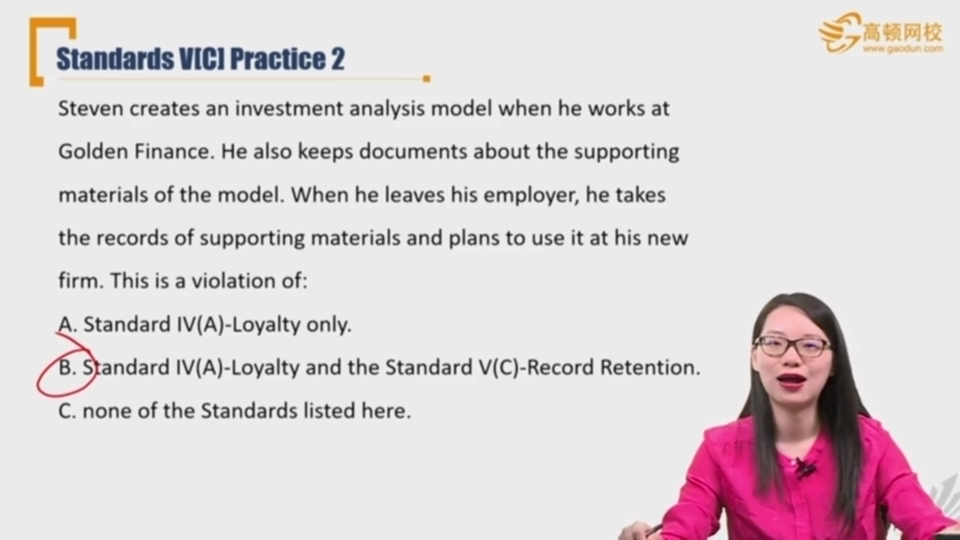 Standards V[C] Practice 2
高顿网校
www.gaodun.com
Steven creates an investment analysis model when he works at
Golden Finance. He also keeps documents about the supporting
materials of the model. When he leaves his employer, he takes
the records of supporting materials and plans to use it at his new
firm. This is a violation of:
A. Standard IV(A)-Loyalty only.
B. Standard IV(A)-Loyalty and the Standard V(C)-Record Retention.
C. none of the Standards listed here.